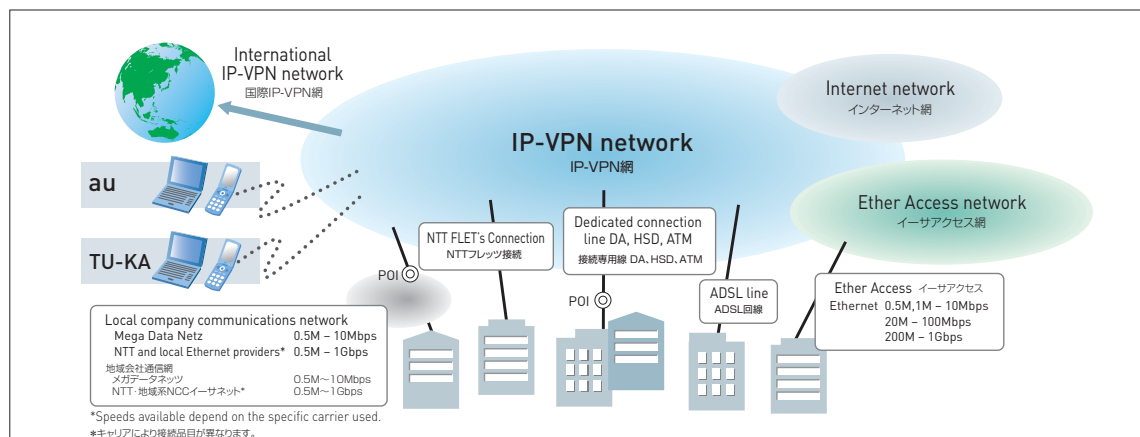 International
IP-VPN network
国際IP-VPN網
Internet network
インターネット網
IP-VPN network
IP-VPN網
au
TU-KA
Ether Access network
イーサアクセス網
NTT FLET's Connection
NTTフレッツ接続
Dedicated connection
line DA, HSD, ATM
接続専用線 DA、HSD、ATM
POI
POI
ADSL line
ADSL回線
Ether Access イーサアクセス
Ethernet 0.5M,1M – 10Mbps
20M – 100Mbps
200M – 1Gbps
Local company communications network
Mega Data Netz 0.5M – 10Mbps
NTT and local Ethernet providers* 0.5M – 1Gbps
地域会社通信網
メガデータネッツ 0.5M～10Mbps
NTT・地域系NCCイーサネット* 0.5M～1Gbps
*Speeds available depend on the specific carrier used.
*キャリアにより接続品目が異なります。